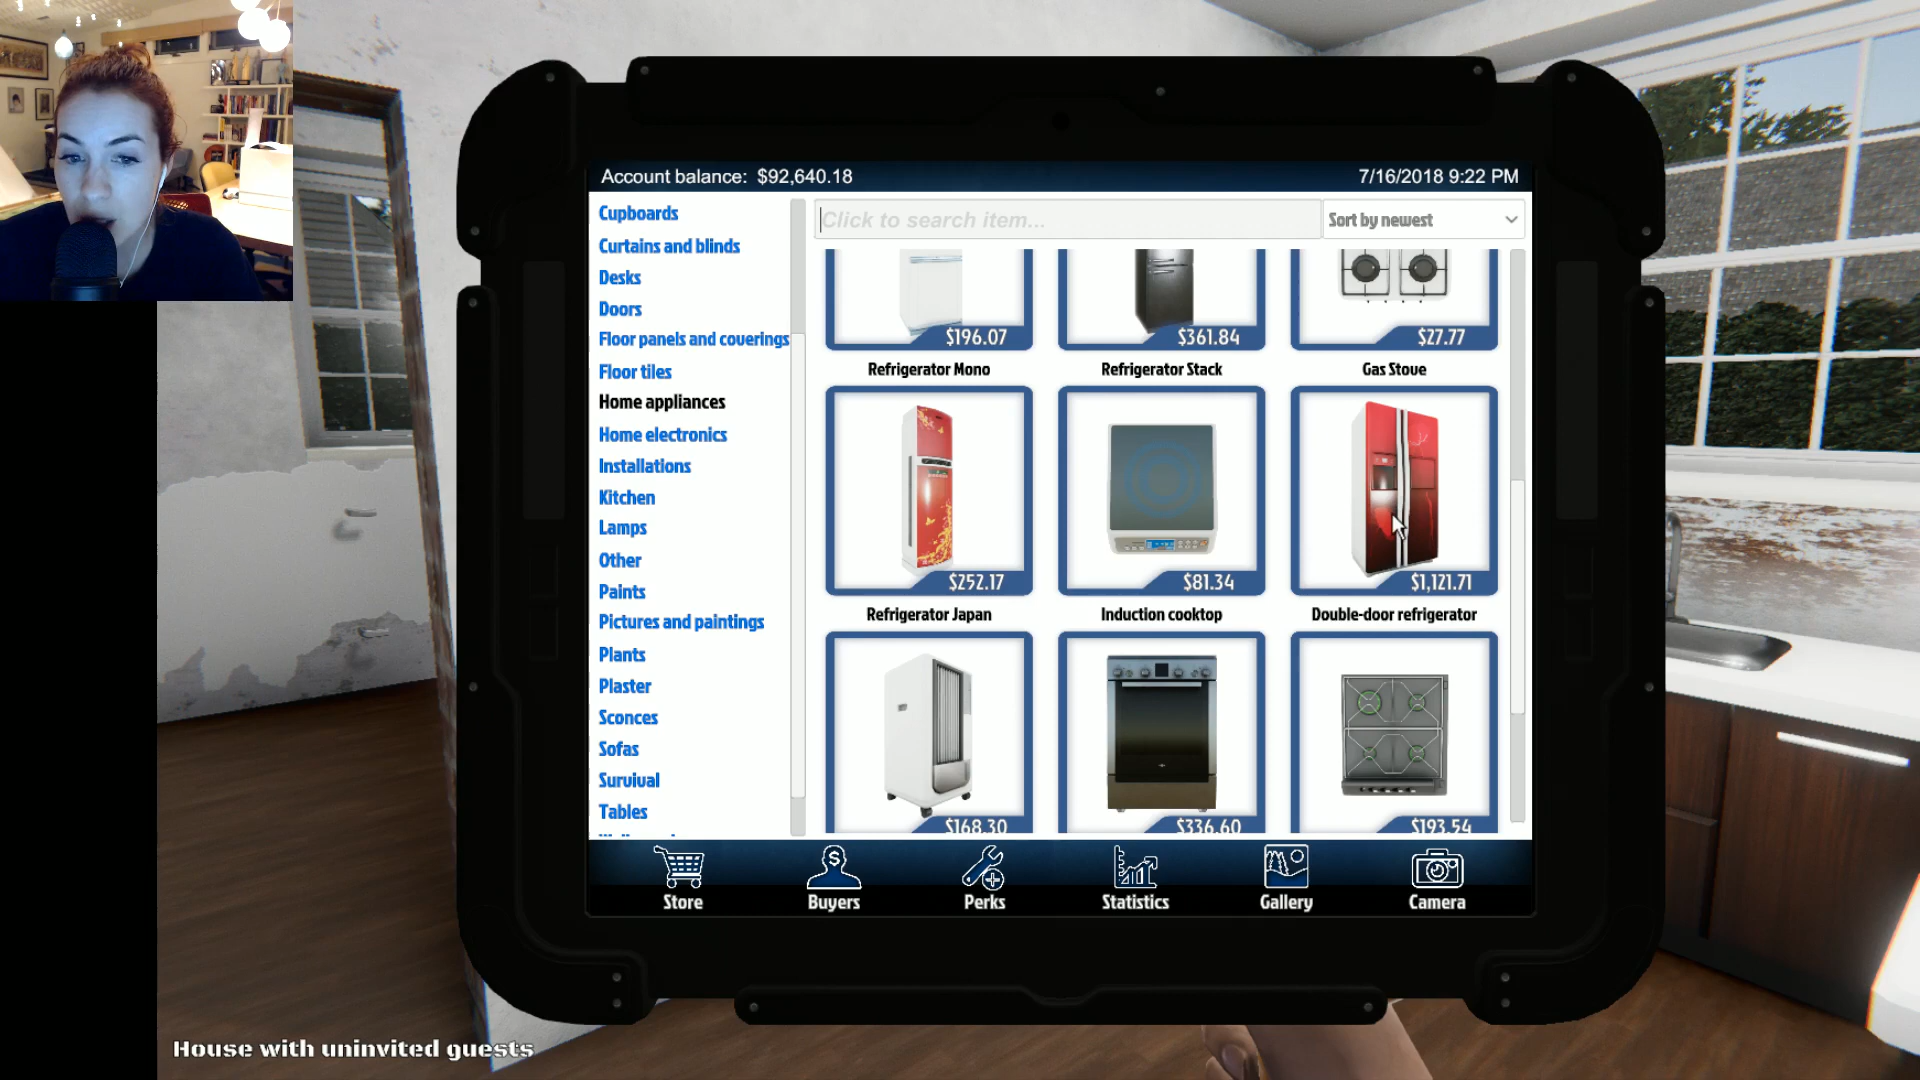 Account balance: $92,640.18
7/16/2018 9:22 PM
Cupboards
Curtains and blinds
Desks
Doors
Floor panels and coverings
Floor tiles
Home appliances
Home electronics
Installations
Kitchen
Lamps
Other
Paints
Pictures and paintings
Plants
Plaster
Sconces
Sofas
Survival
Tables
Click to search item...
Sort by newest
$196.07
$361.84
$27.77
Refrigerator Mono
Refrigerator Stack
Gas Stove
$252.17
$81.34
$1,121.71
Refrigerator Japan
Induction cooktop
Double-door refrigerator
$168.30
$336.60
$193.54
Store
Buyers
Perks
Statistics
Gallery
Camera
House with uninvited guests